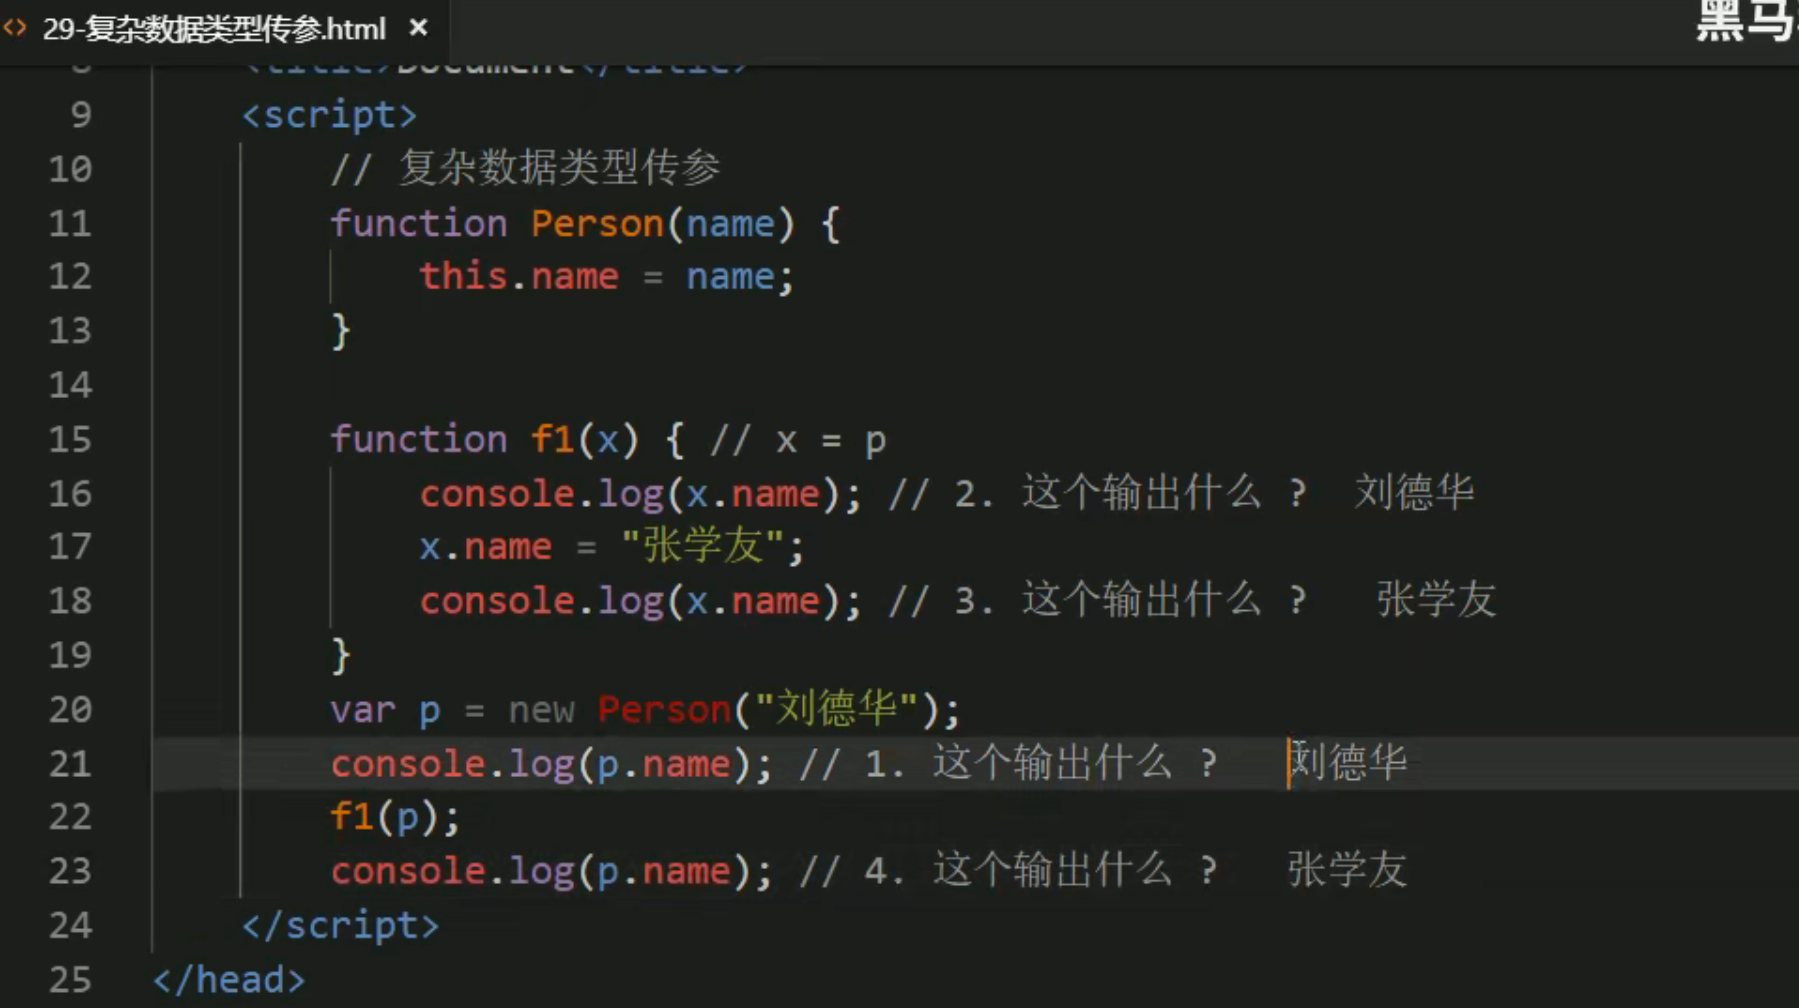 29-复杂数据类型传参.html ×
黑马
8 <title>Document</title>
9 <script>
10 // 复杂数据类型传参
11 function Person(name) {
12 this.name = name;
13 }
14
15 function f1(x) { // x = p
16 console.log(x.name); // 2. 这个输出什么 ? 刘德华
17 x.name = "张学友";
18 console.log(x.name); // 3. 这个输出什么 ? 张学友
19 }
20 var p = new Person("刘德华");
21 console.log(p.name); // 1. 这个输出什么 ? 刘德华
22 f1(p);
23 console.log(p.name); // 4. 这个输出什么 ? 张学友
24 </script>
25 </head>